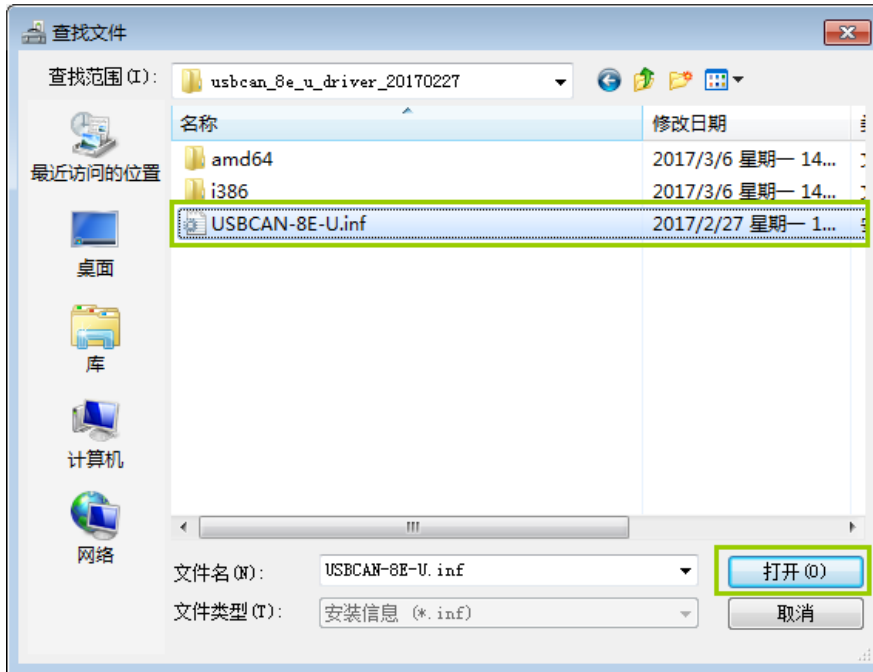 查找文件
查找范围(I):
usbcan_8e_u_driver_20170227
名称
修改日期
amd64
2017/3/6 星期一 14...
i386
2017/3/6 星期一 14...
USBCAN-8E-U.inf
2017/2/27 星期一 1...
最近访问的位置
桌面
库
计算机
网络
文件名(N):
USBCAN-8E-U.inf
打开(O)
文件类型(T):
安装信息 (*.inf)
取消